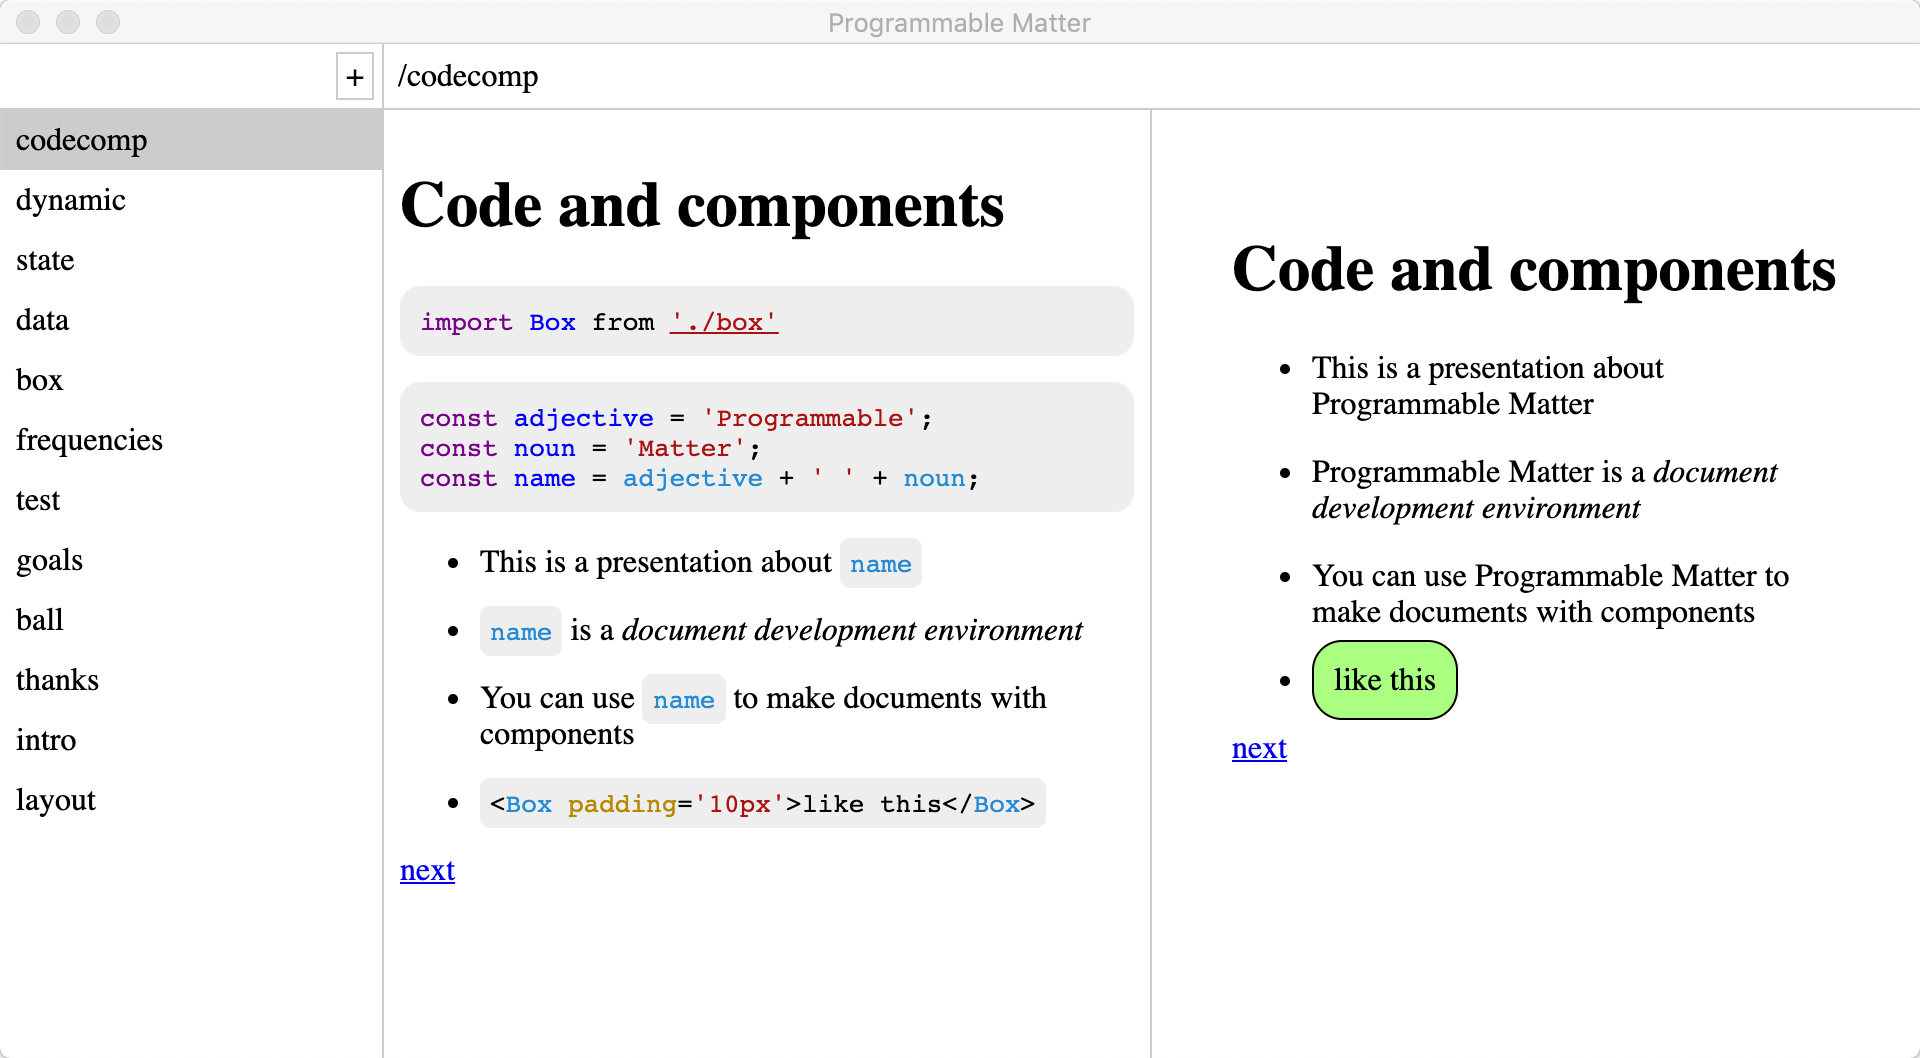 Programmable Matter
+
/codecomp
codecomp
dynamic
state
data
box
frequencies
test
goals
ball
thanks
intro
layout
Code and components
import Box from './box'
const adjective = 'Programmable';
const noun = 'Matter';
const name = adjective + ' ' + noun;
• This is a presentation about name
• name is a document development environment
• You can use name to make documents with
components
• <Box padding='10px'>like this</Box>
next
Code and components
• This is a presentation about
Programmable Matter
• Programmable Matter is a document
development environment
• You can use Programmable Matter to
make documents with components
• like this
next